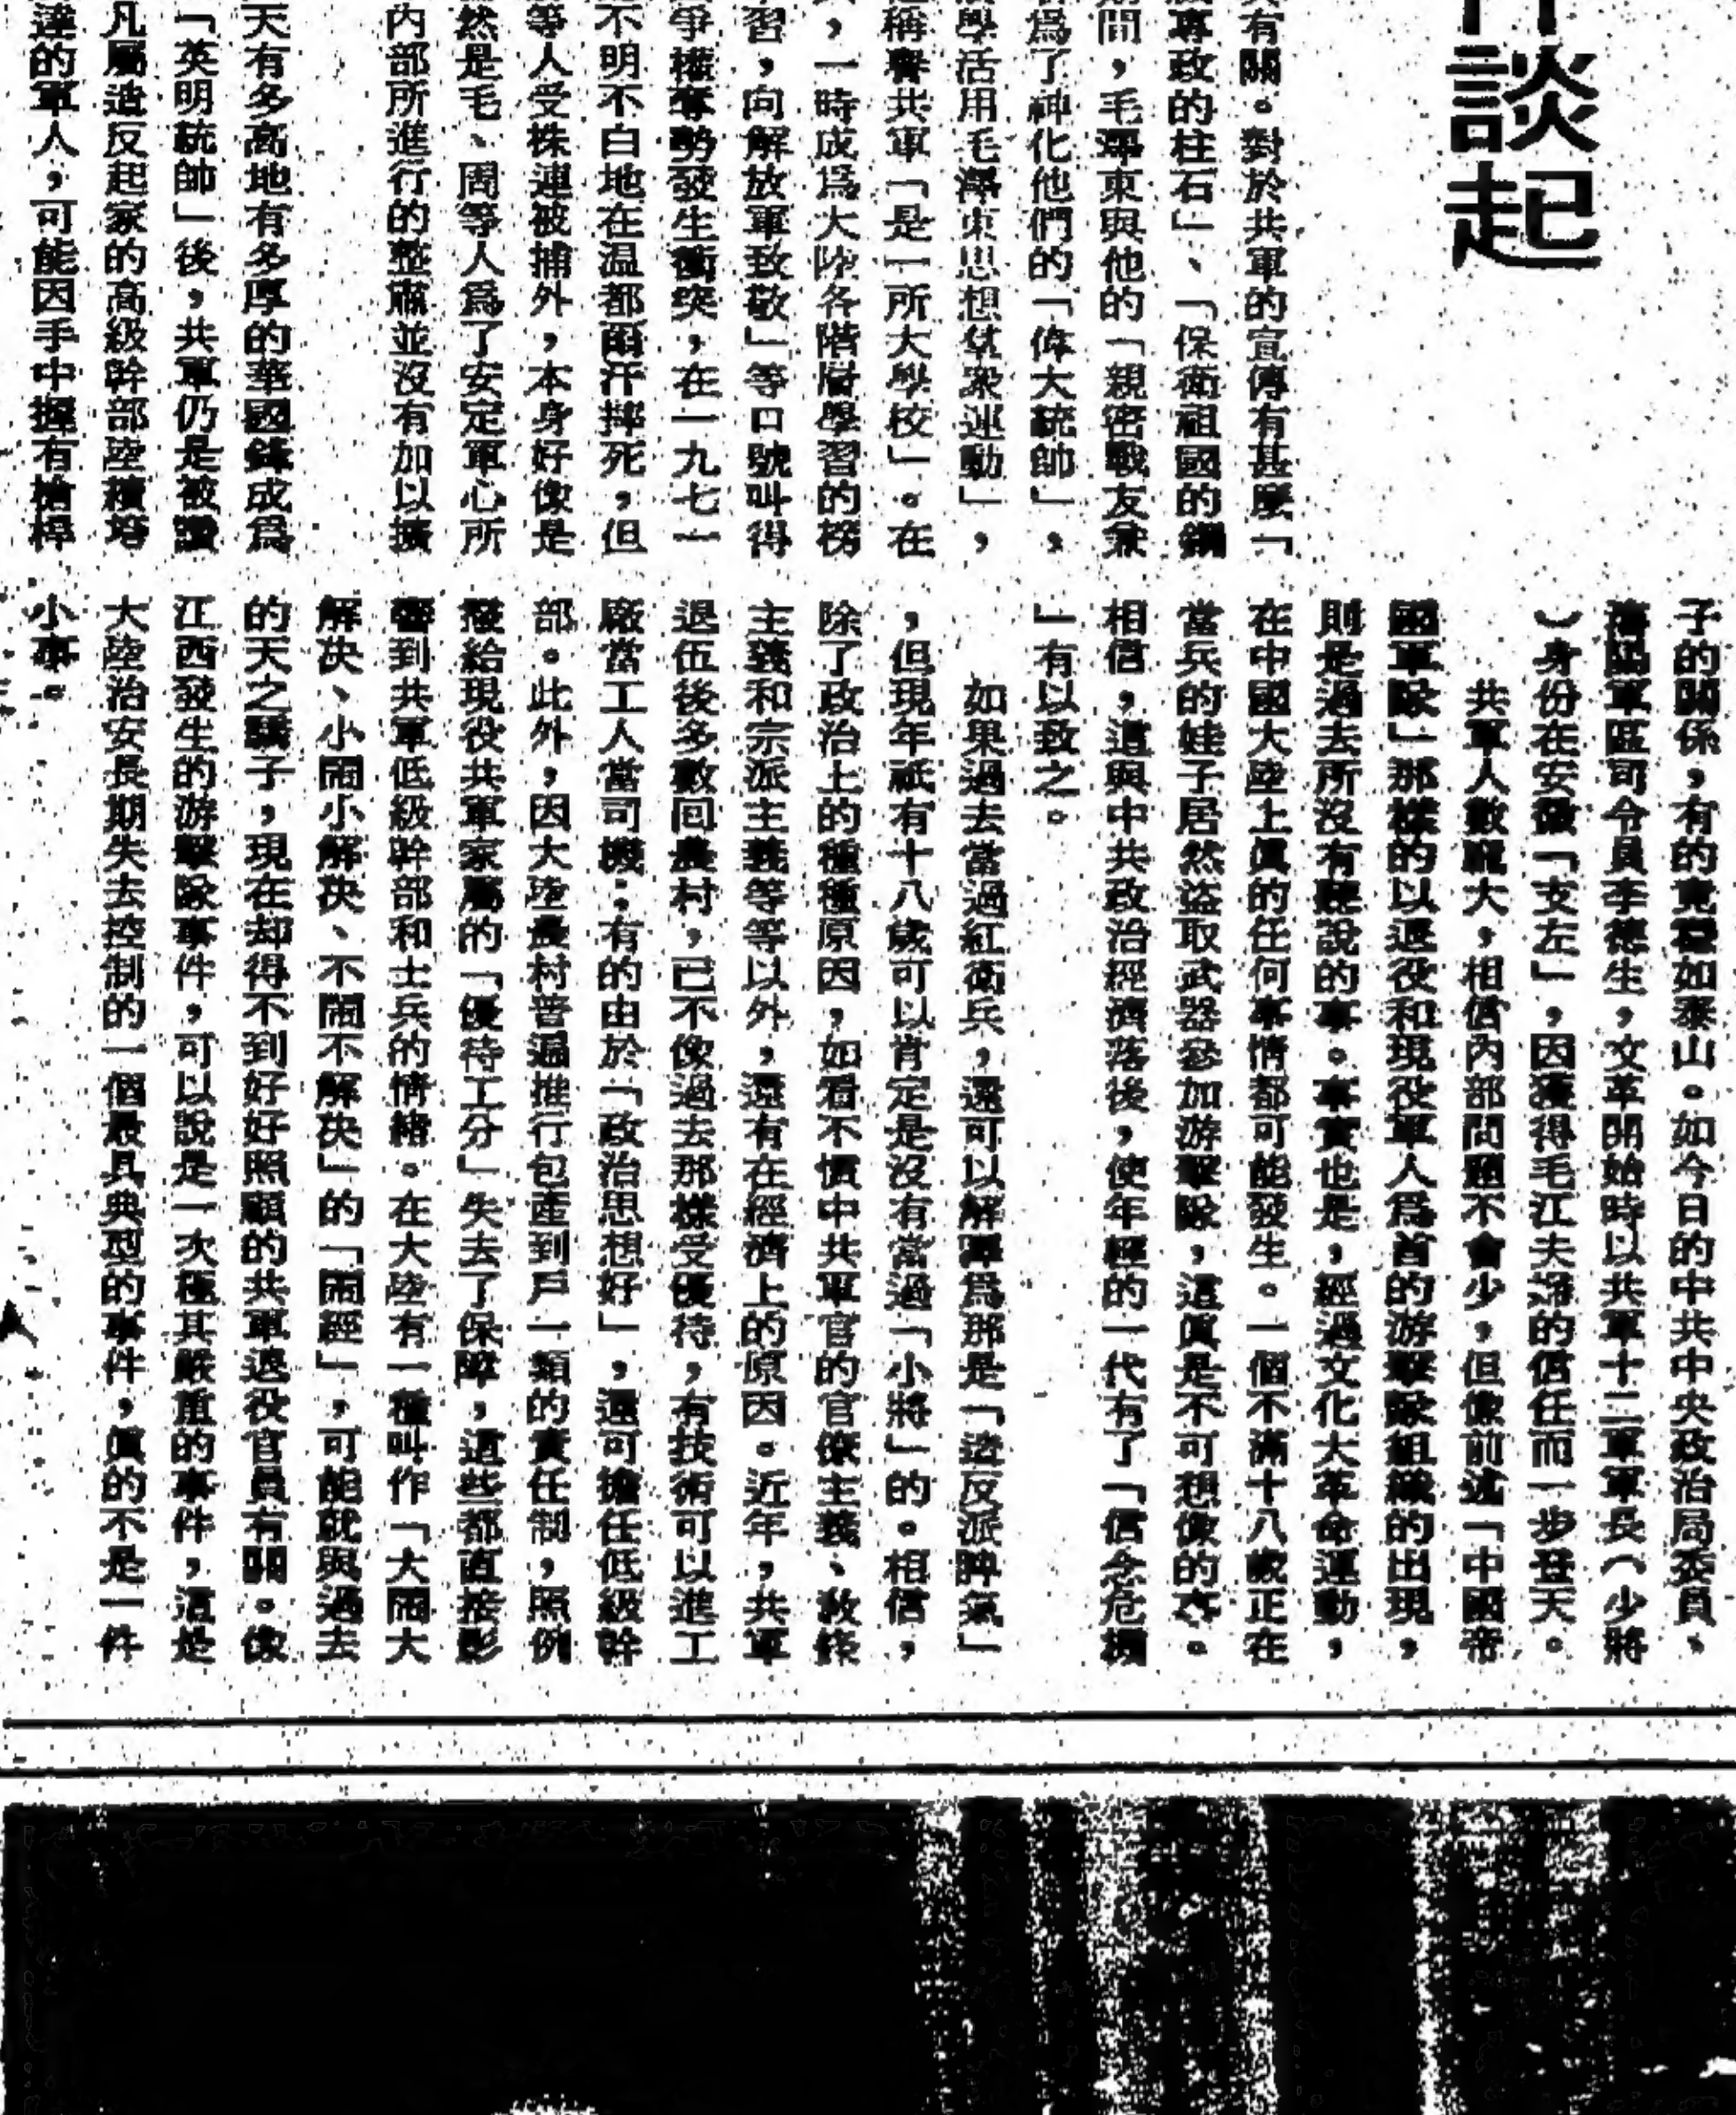 件談起
有關。對於共軍的宣傳有甚麼「
專政的柱石」、「保衛祖國的鋼
間,毛澤東與他的「親密戰友兼
爲了神化他們的「偉大統帥」,
學活用毛澤東思想羣衆運動」,
稱譽共軍「是一所大學校」。在
,一時成爲大陸各階層學習的榜
習,向解放軍致敬」等口號叫得
爭權奪勢發生衝突,在一九七一
不明不白地在温都爾汗摔死,但
等人受株連被捕外,本身好像是
然是毛、周等人爲了安定軍心所
內部所進行的整肅並沒有加以擴
天有多高地有多厚的華國鋒成爲
「英明統帥」後,共軍仍是被讚
凡屬造反起家的高級幹部陸續垮
達的軍人,可能因手中握有槍桿
子的關係,有的竟穩如泰山。如今日的中共中央政治局委員、
瀋陽軍區司令員李德生,文革開始時以共軍十二軍軍長(少將
)身份在安徽「支左」,因獲得毛江夫婦的信任而一步登天。
共軍人數龐大,相信內部問題不會少,但像前述「中國帝
國軍隊」那樣的以退役和現役軍人爲首的游擊隊組織的出現,
則是過去所沒有聽說的事。事實也是,經過文化大革命運動,
在中國大陸上眞的任何事情都可能發生。一個不滿十八歲正在
當兵的娃子居然盜取武器參加游擊隊,這眞是不可想像的事。
相信,這與中共政治經濟落後,使年輕的一代有了「信念危機
」有以致之。
如果過去當過紅衛兵,還可以解釋爲那是「造反派脾氣」
,但現年祇有十八歲可以肯定是沒有當過「小將」的。相信,
除了政治上的種種原因,如看不慣中共軍官的官僚主義、教條
主義和宗派主義等等以外,還有在經濟上的原因。近年,共軍
退伍後多數回農村,已不像過去那樣受優待,有技術可以進工
廠當工人當司機;有的由於「政治思想好」,還可擔任低級幹
部。此外,因大陸農村普遍推行包產到戶一類的責任制,照例
撥給現役共軍家屬的「優待工分」失去了保障,這些都直接影
響到共軍低級幹部和士兵的情緒。在大陸有一種叫作「大鬧大
解决、小鬧小解决、不鬧不解决」的「鬧經」,可能就與過去
的天之驕子,現在却得不到好好照顧的共軍退役官員有關。像
江西發生的游擊隊事件,可以說是一次極其嚴重的事件,這是
大陸治安長期失去控制的一個最具典型的事件,眞的不是一件
小事。